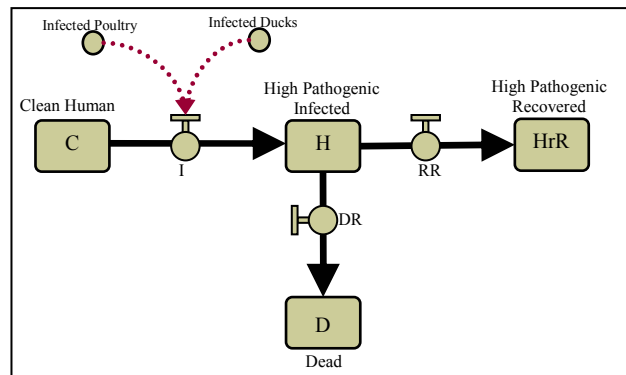 Infected Poultry
Infected Ducks
Clean Human
High Pathogenic
Infected
High Pathogenic
Recovered
C
H
HrR
I
RR
DR
D
Dead